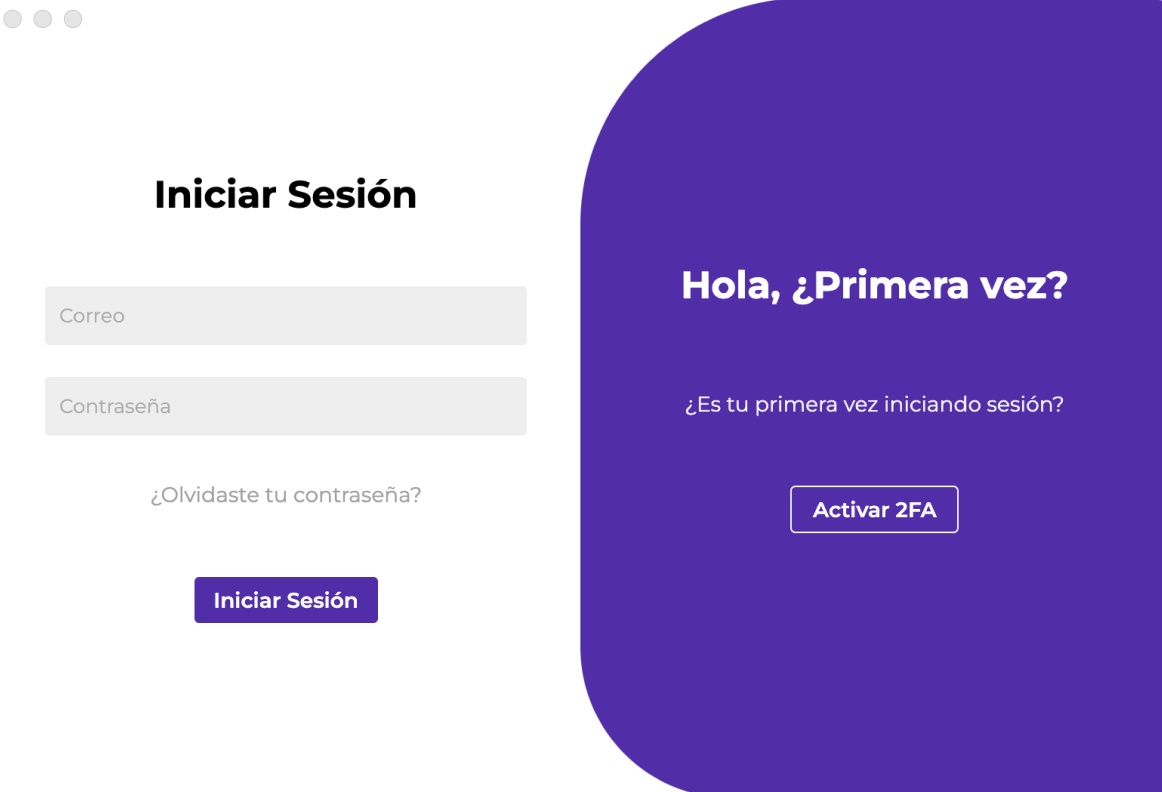 Iniciar Sesión
Correo
Contraseña
¿Olvidaste tu contraseña?
Iniciar Sesión
Hola, ¿Primera vez?
¿Es tu primera vez iniciando sesión?
Activar 2FA